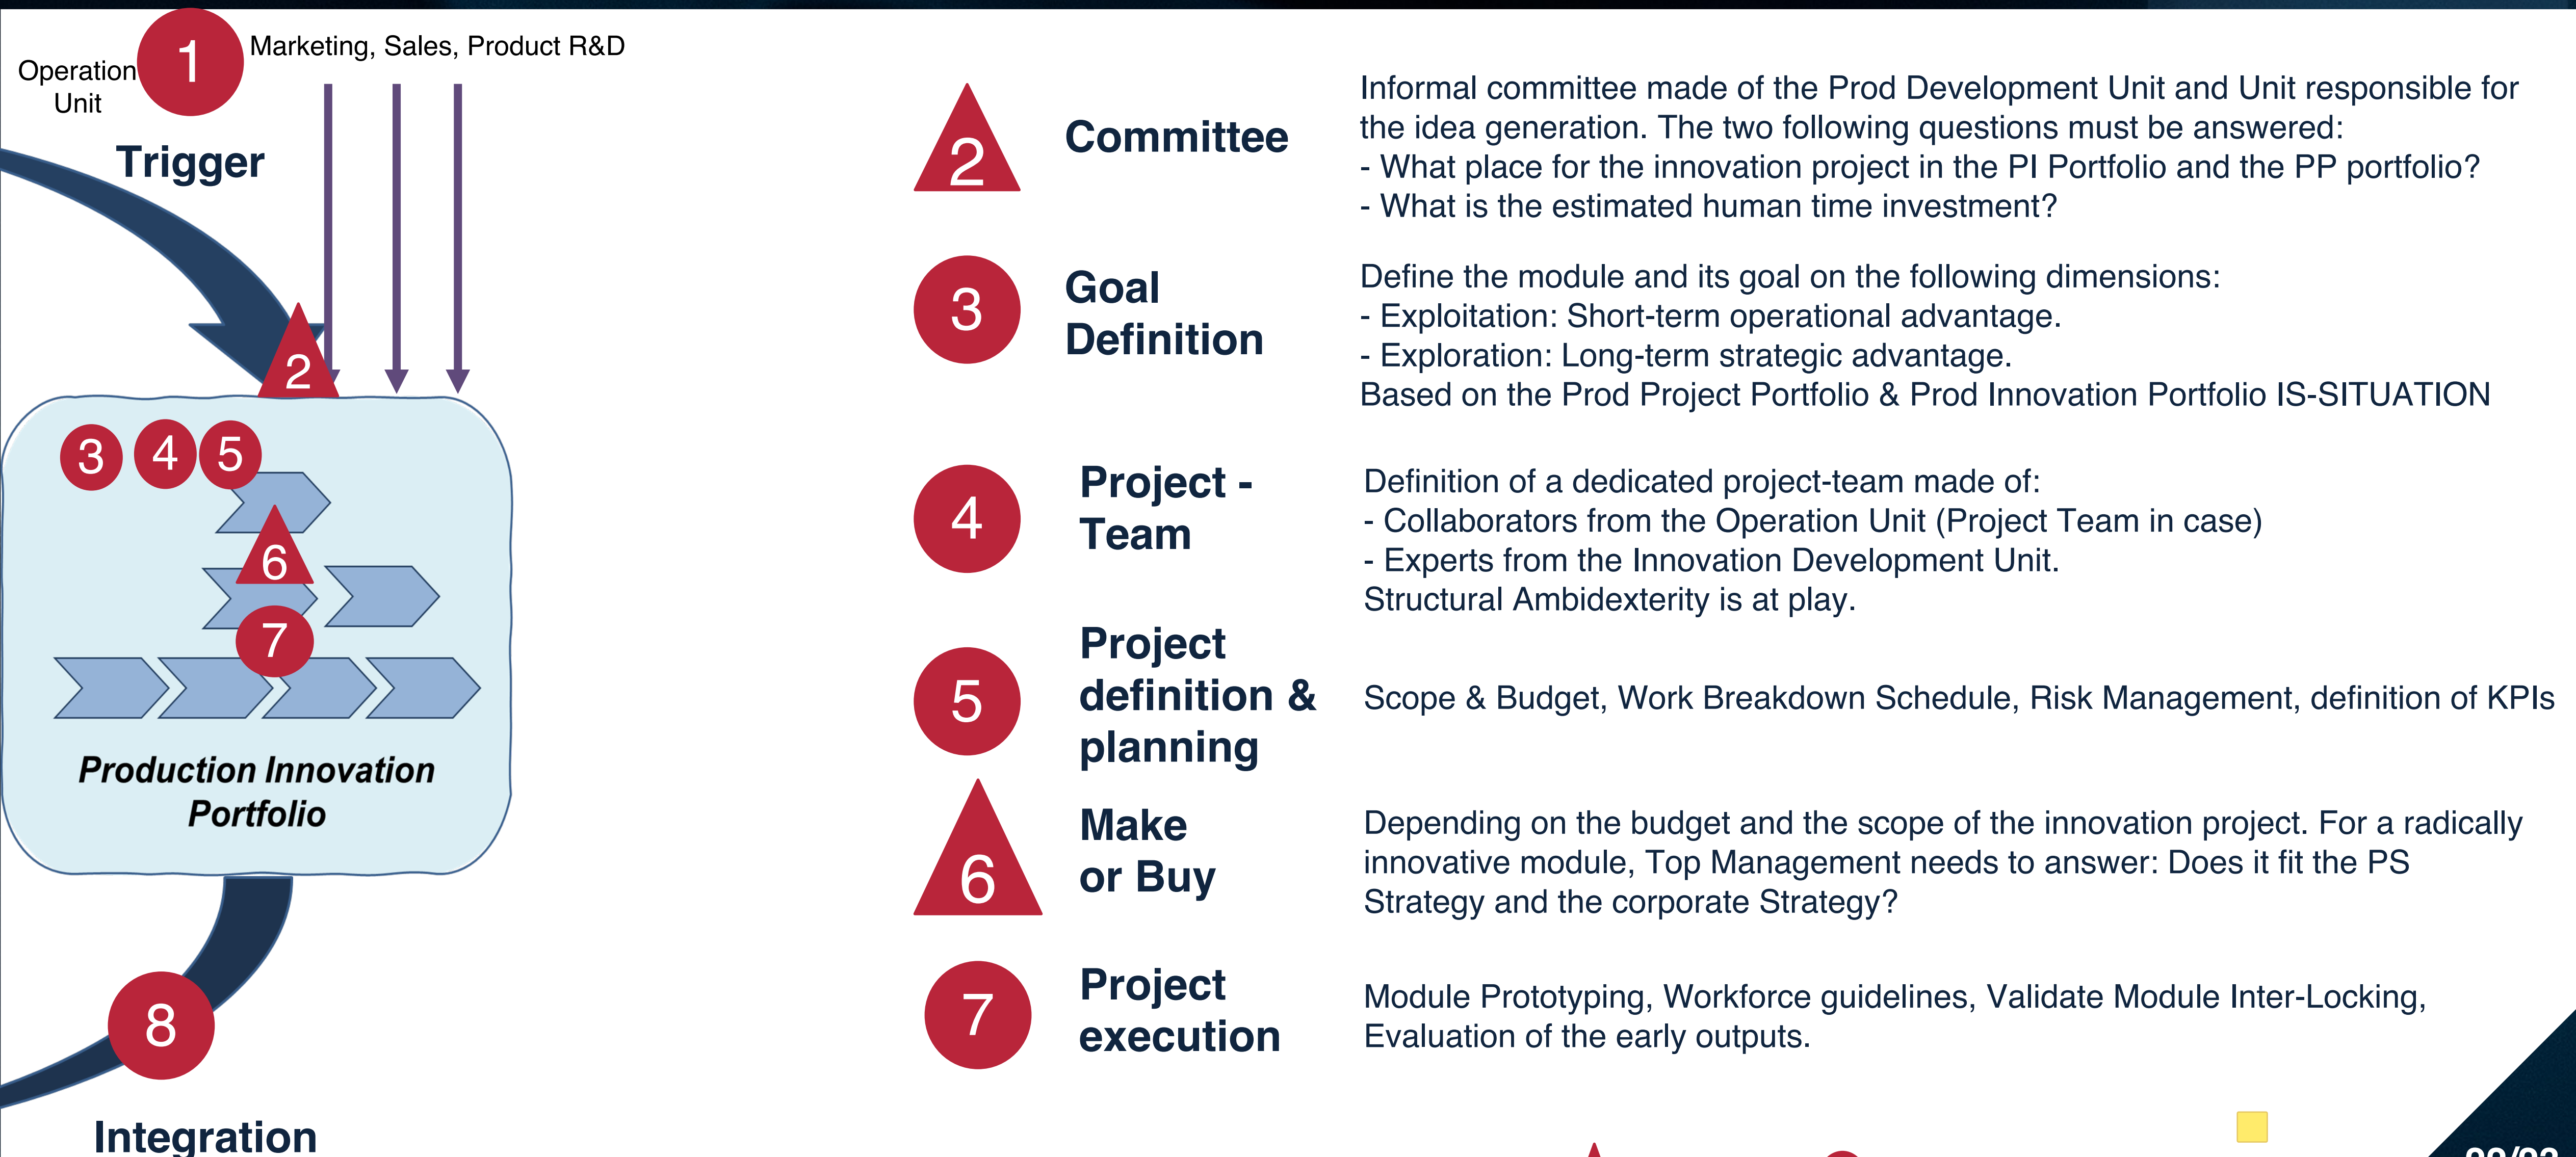 1
Marketing, Sales, Product R&D
Operation
Unit
Trigger
2
3
4
5
6
7
Production Innovation
Portfolio
8
Integration
2
Committee
Informal committee made of the Prod Development Unit and Unit responsible for
the idea generation. The two following questions must be answered:
- What place for the innovation project in the PI Portfolio and the PP portfolio?
- What is the estimated human time investment?
3
Goal
Definition
Define the module and its goal on the following dimensions:
- Exploitation: Short-term operational advantage.
- Exploration: Long-term strategic advantage.
Based on the Prod Project Portfolio & Prod Innovation Portfolio IS-SITUATION
4
Project -
Team
Definition of a dedicated project-team made of:
- Collaborators from the Operation Unit (Project Team in case)
- Experts from the Innovation Development Unit.
Structural Ambidexterity is at play.
5
Project
definition &
planning
Scope & Budget, Work Breakdown Schedule, Risk Management, definition of KPIs
6
Make
or Buy
Depending on the budget and the scope of the innovation project. For a radically
innovative module, Top Management needs to answer: Does it fit the PS
Strategy and the corporate Strategy?
7
Project
execution
Module Prototyping, Workforce guidelines, Validate Module Inter-Locking,
Evaluation of the early outputs.